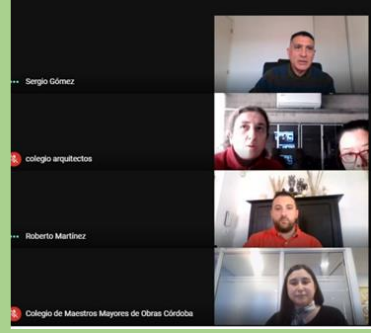 Sergio Gómez
colegio arquitectos
Roberto Martínez
Colegio de Maestros Mayores de Obras Córdoba